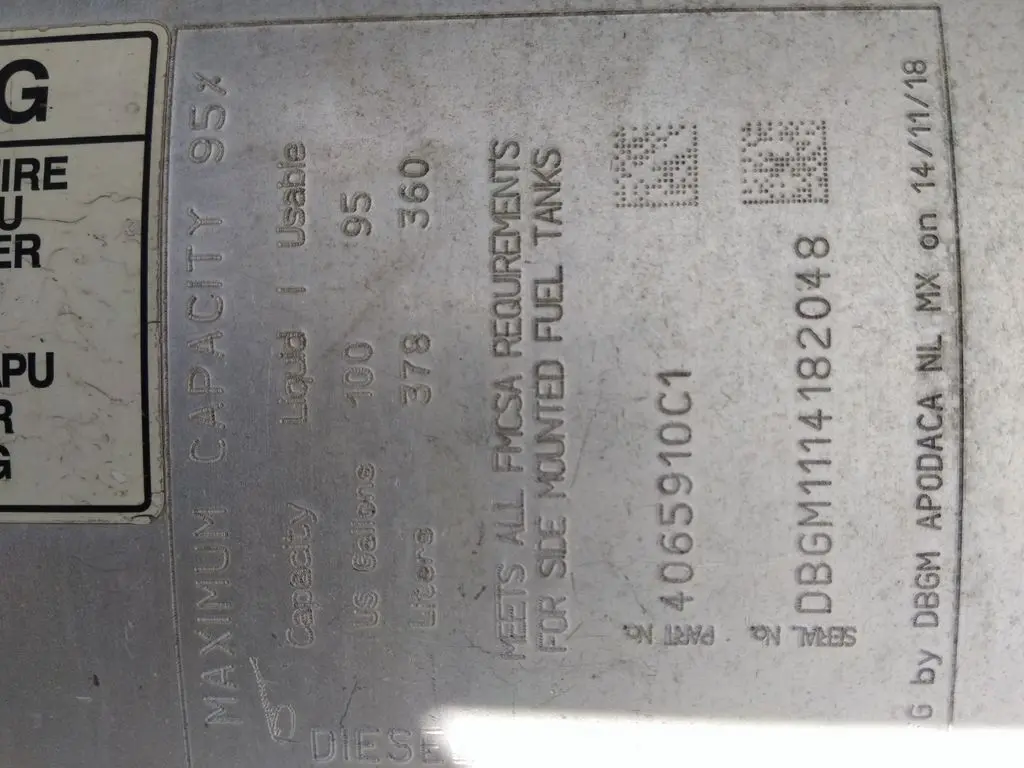 G
IRE
U
ER
APU
R
G
MAXIMUM CAPACITY 95%
DIESE
Capacity Liquid | Usable
Us Gallons 100 95
Liters 378 360
MEETS ALL FMCSA REQUIREMENTS
FOR SIDE MOUNTED FUEL TANKS
PART No 4065910C1
SERIAL No DBGM1114182048
G by DBGM APODACA NL MX on 14/11/18